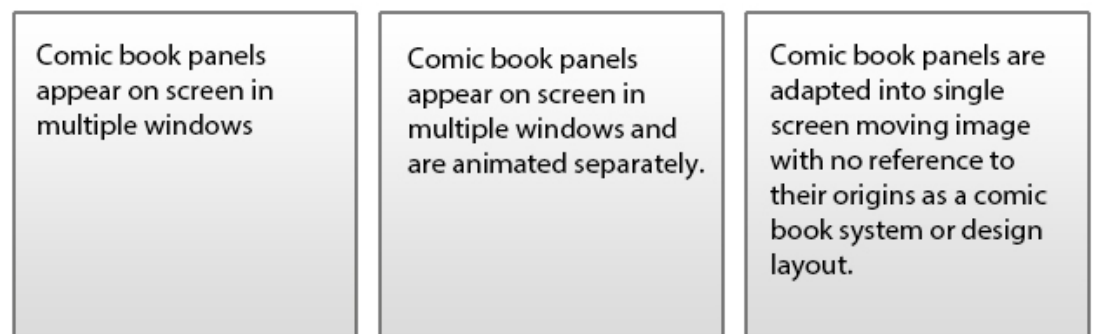 Comic book panels
appear on screen in
multiple windows
Comic book panels
appear on screen in
multiple windows and
are animated separately.
Comic book panels are
adapted into single
screen moving image
with no reference to
their origins as a comic
book system or design
layout.